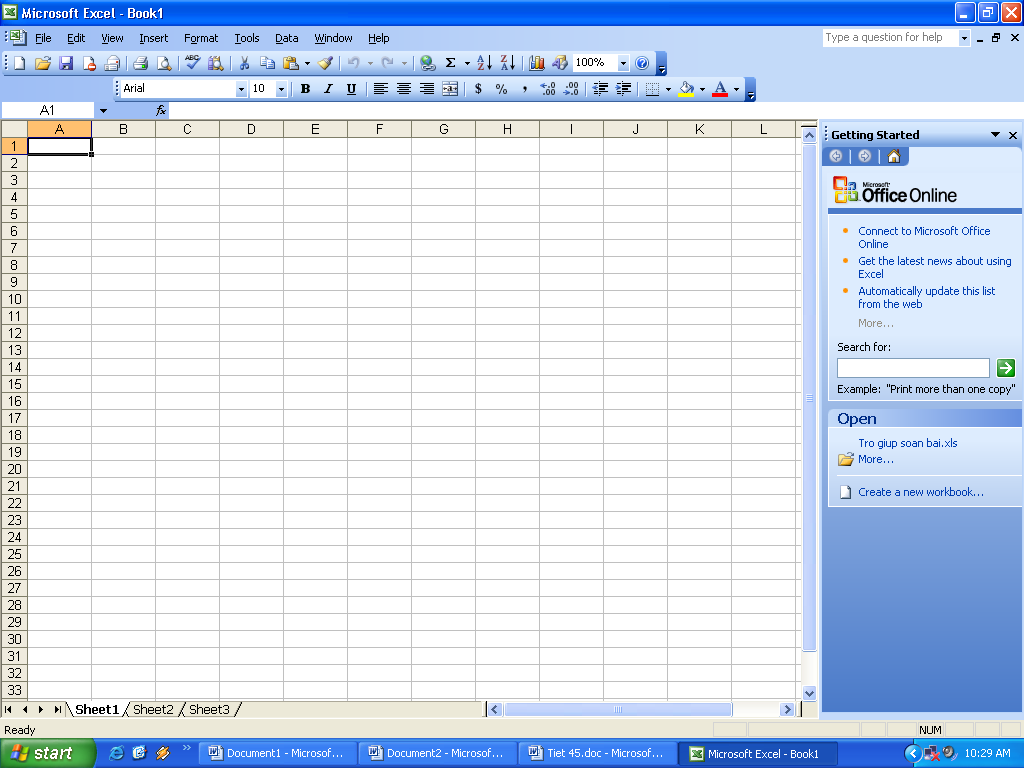 Microsoft Excel - Book1
File Edit View Insert Format Tools Data Window Help Type a question for help
100%
Arial 10 B I U $ % ,
A1 fx
A B C D E F G H I J K L
1
2
3
4
5
6
7
8
9
10
11
12
13
14
15
16
17
18
19
20
21
22
23
24
25
26
27
28
29
30
31
32
33
Sheet1 Sheet2 Sheet3
Getting Started
Microsoft
Office Online
Connect to Microsoft Office
Online
Get the latest news about using
Excel
Automatically update this list
from the web
More...
Search for:
Example: "Print more than one copy"
Open
Tro giup soan bai.xls
More...
Create a new workbook...
Ready NUM
start Document1 - Microsof... Document2 - Microsof... Tiet 45.doc - Microsof... Microsoft Excel - Book1 10:29 AM